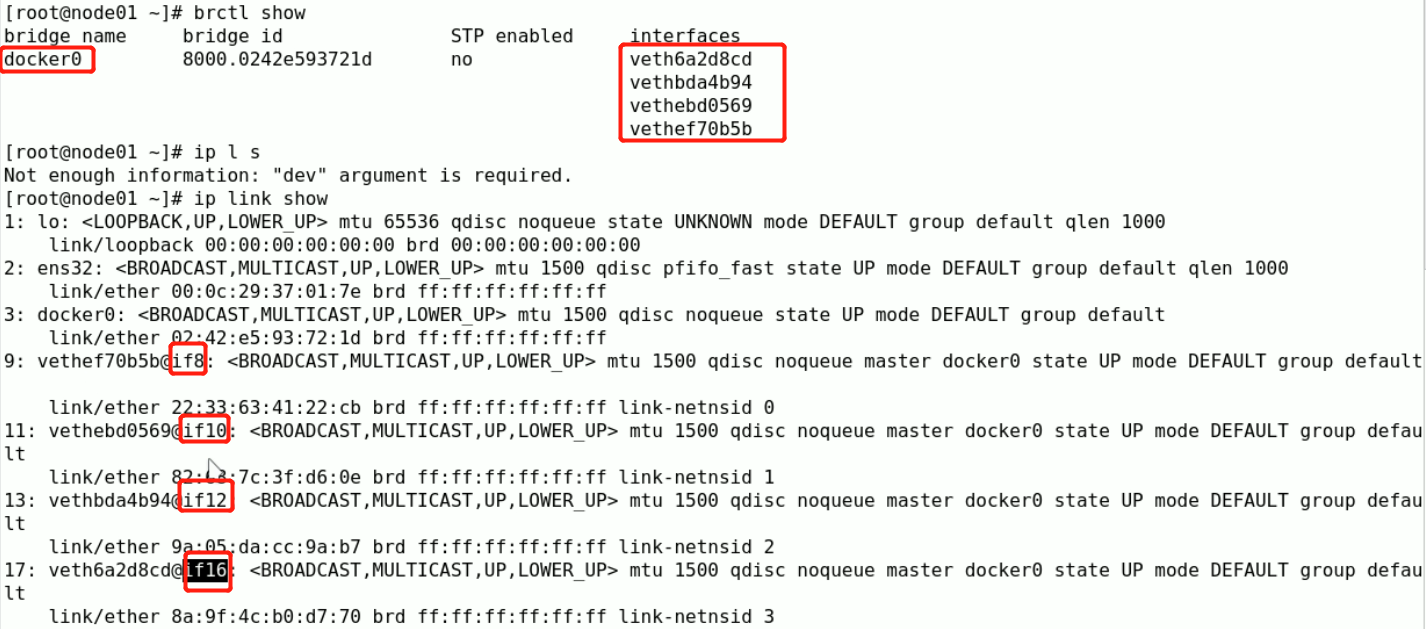 [root@node01 ~]# brctl show
bridge name     bridge id               STP enabled     interfaces
docker0         8000.0242e593721d       no              veth6a2d8cd
                                                        vethbda4b94
                                                        vethebd0569
                                                        vethef70b5b
[root@node01 ~]# ip l s
Not enough information: "dev" argument is required.
[root@node01 ~]# ip link show
1: lo: <LOOPBACK,UP,LOWER_UP> mtu 65536 qdisc noqueue state UNKNOWN mode DEFAULT group default qlen 1000
    link/loopback 00:00:00:00:00:00 brd 00:00:00:00:00:00
2: ens32: <BROADCAST,MULTICAST,UP,LOWER_UP> mtu 1500 qdisc pfifo_fast state UP mode DEFAULT group default qlen 1000
    link/ether 00:0c:29:37:01:7e brd ff:ff:ff:ff:ff:ff
3: docker0: <BROADCAST,MULTICAST,UP,LOWER_UP> mtu 1500 qdisc noqueue state UP mode DEFAULT group default
    link/ether 02:42:e5:93:72:1d brd ff:ff:ff:ff:ff:ff
9: vethef70b5b@if8: <BROADCAST,MULTICAST,UP,LOWER_UP> mtu 1500 qdisc noqueue master docker0 state UP mode DEFAULT group default
    link/ether 22:33:63:41:22:cb brd ff:ff:ff:ff:ff:ff link-netnsid 0
11: vethebd0569@if10: <BROADCAST,MULTICAST,UP,LOWER_UP> mtu 1500 qdisc noqueue master docker0 state UP mode DEFAULT group defau
lt
    link/ether brd ff:ff:ff:ff:ff:ff link-netnsid 1
13: vethbda4b94@if12: <BROADCAST,MULTICAST,UP,LOWER_UP> mtu 1500 qdisc noqueue master docker0 state UP mode DEFAULT group defau
lt
    link/ether 9a:05:da:cc:9a:b7 brd ff:ff:ff:ff:ff:ff link-netnsid 2
17: veth6a2d8cd@if16: <BROADCAST,MULTICAST,UP,LOWER_UP> mtu 1500 qdisc noqueue master docker0 state UP mode DEFAULT group defau
lt
    link/ether 8a:9f:4c:b0:d7:70 brd ff:ff:ff:ff:ff:ff link-netnsid 3